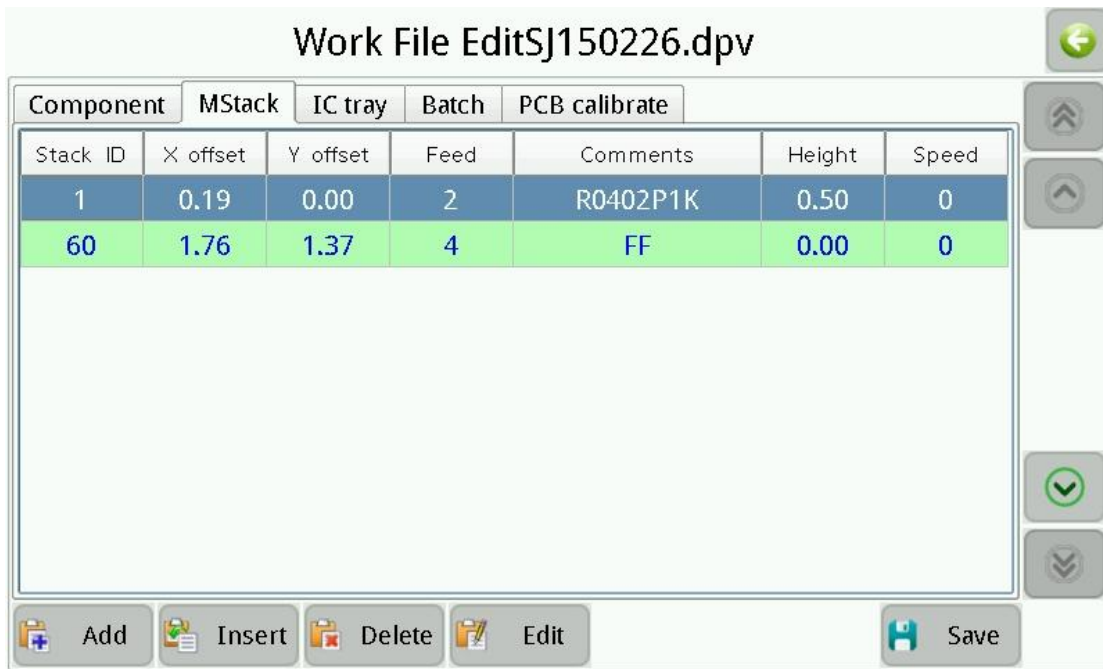 Work File EditSJ150226.dpv
Component MStack IC tray Batch PCB calibrate
Stack ID X offset Y offset Feed Comments Height Speed
1 0.19 0.00 2 R0402P1K 0.50 0
60 1.76 1.37 4 FF 0.00 0
Add Insert Delete Edit Save